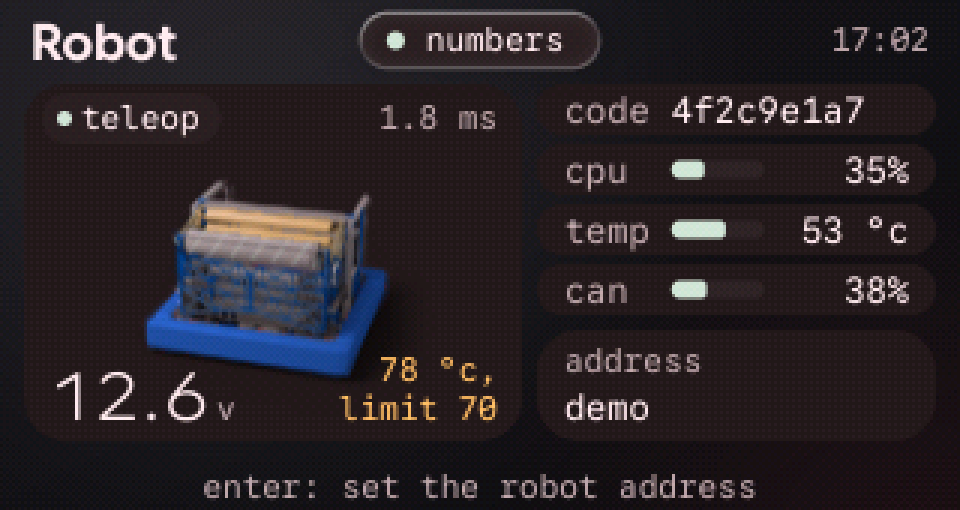 Robot
numbers
17:02
teleop
1.8 ms
12.6 v
78 °c,
limit 70
code 4f2c9e1a7
cpu 35%
temp 53 °c
can 38%
address
demo
enter: set the robot address